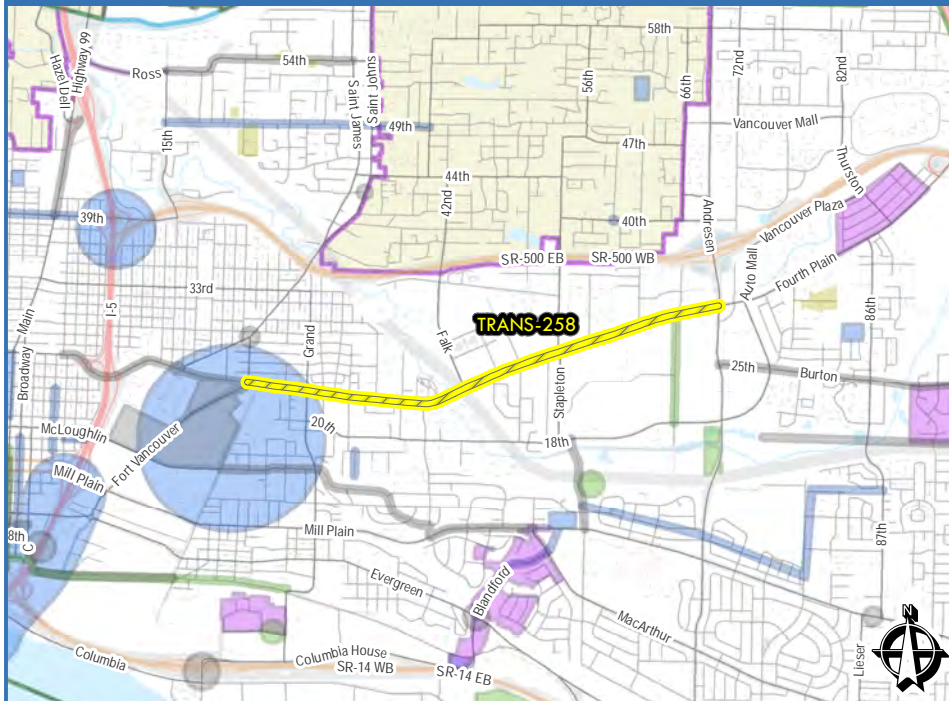 58th
Highway 99
Hazel Dell
54th
Ross
Saint Johns
Saint James
72nd
82nd
56th
66th
15th
49th
Vancouver Mall
47th
44th
42nd
Thurston
39th
40th
Andresen
Vancouver Plaza
SR-500 EB
SR-500 WB
Auto Mall
Fourth Plain
33rd
I-5
Grand
TRANS-258
Falk
86th
Broadway - Main
Stapleton
25th
Burton
20th
McLoughlin
18th
Fort Vancouver
Mill Plain
Mill Plain
8th
C
87th
Evergreen
Blandford
MacArthur
N
Columbia
Columbia House
SR-14 WB
SR-14 EB
Lieser